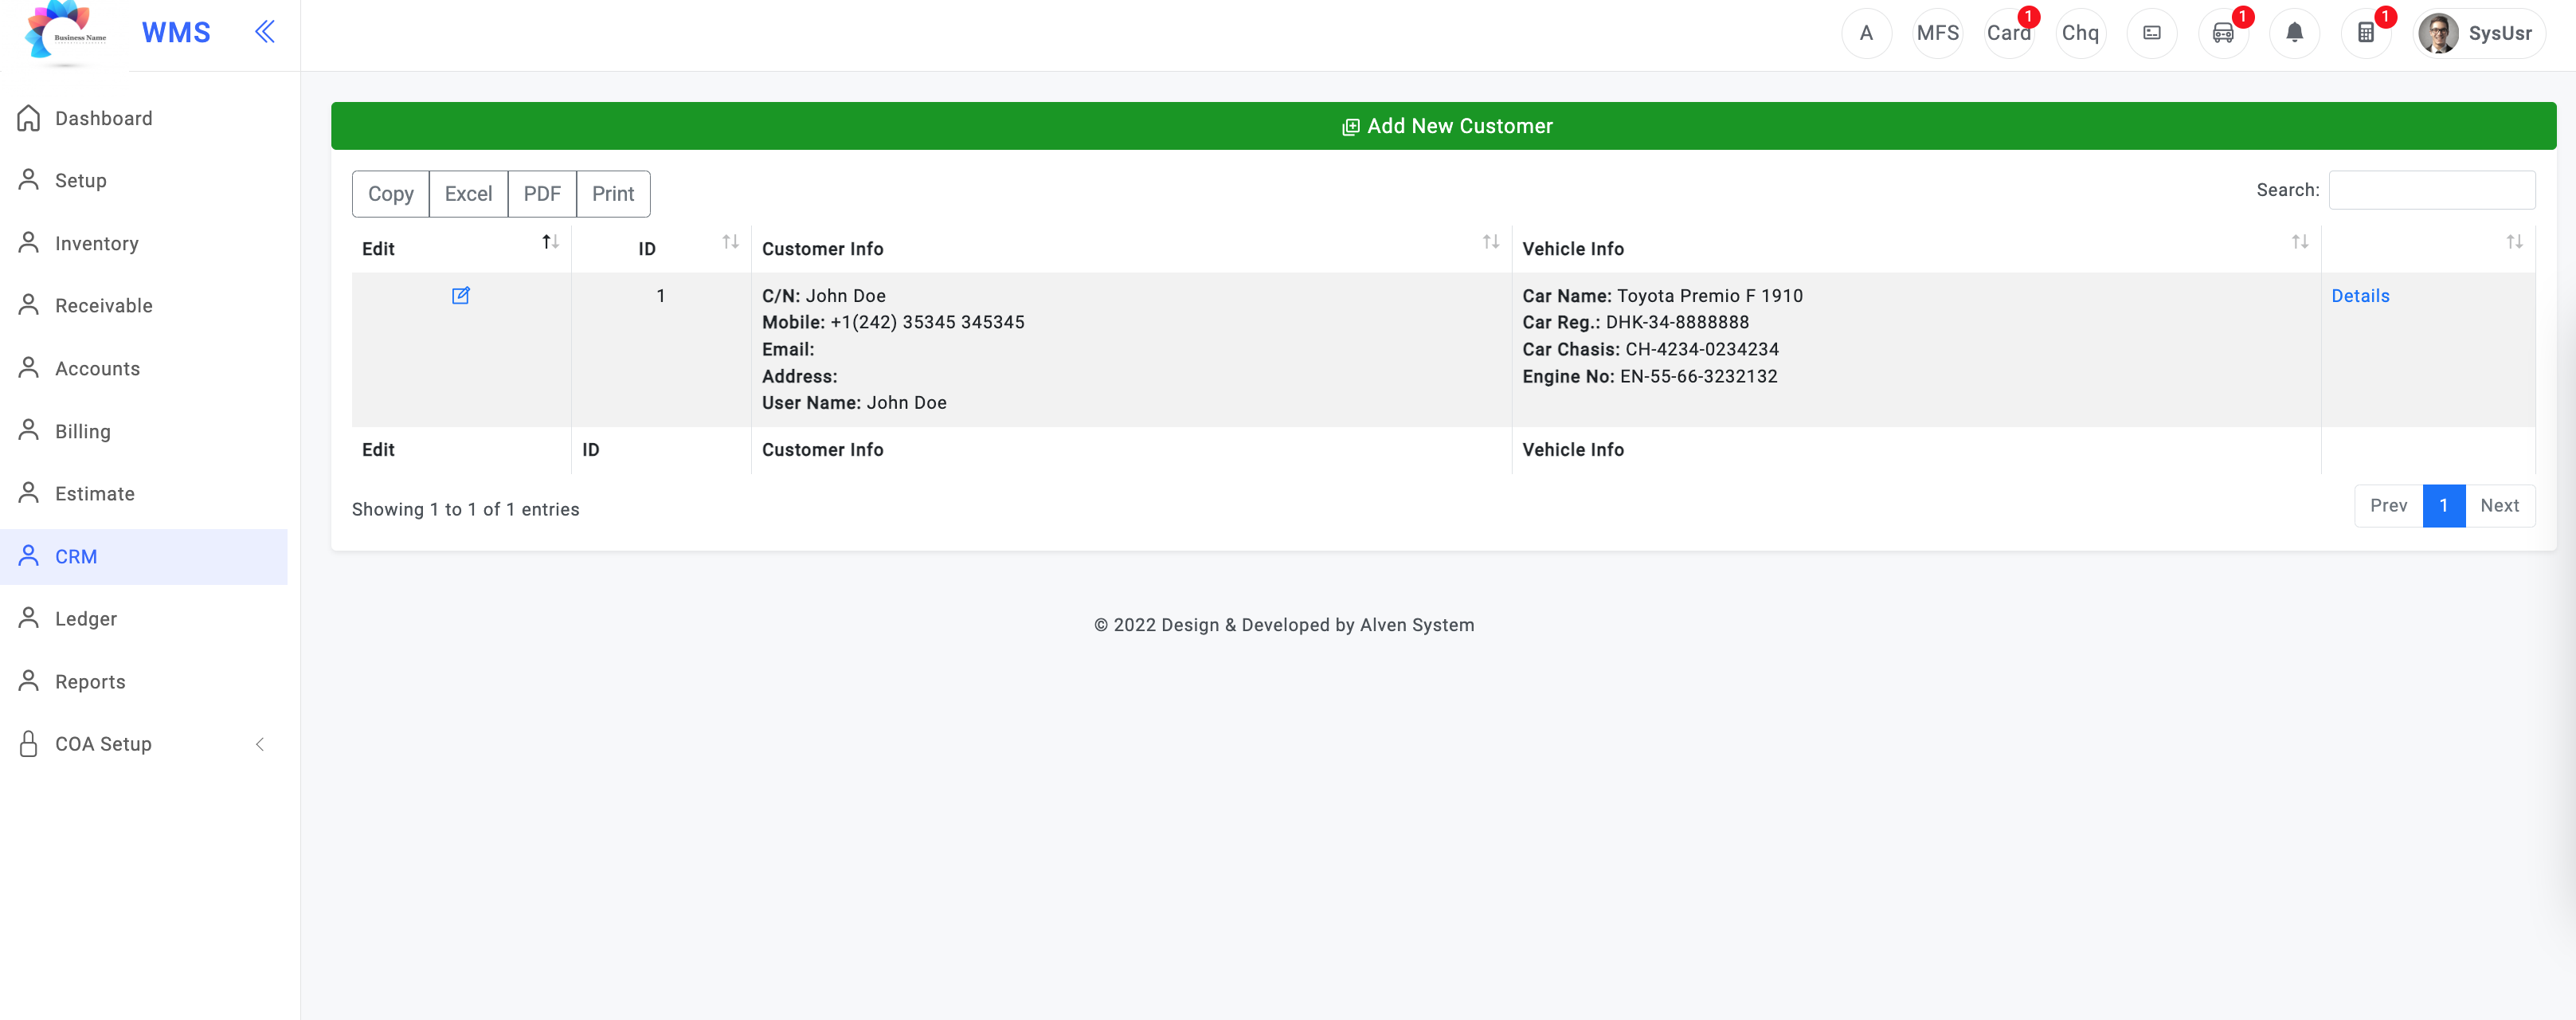 Business Name
WMS
A
MFS
Card
1
Chq
1
1
SysUsr
Dashboard
Setup
Inventory
Receivable
Accounts
Billing
Estimate
CRM
Ledger
Reports
COA Setup
Add New Customer
Copy Excel PDF Print
Search:
Edit ID Customer Info Vehicle Info
1
C/N: John Doe
Mobile: +1(242) 35345 345345
Email:
Address:
User Name: John Doe
Car Name: Toyota Premio F 1910
Car Reg.: DHK-34-8888888
Car Chasis: CH-4234-0234234
Engine No: EN-55-66-3232132
Details
Edit ID Customer Info Vehicle Info
Showing 1 to 1 of 1 entries
Prev 1 Next
© 2022 Design & Developed by Alven System